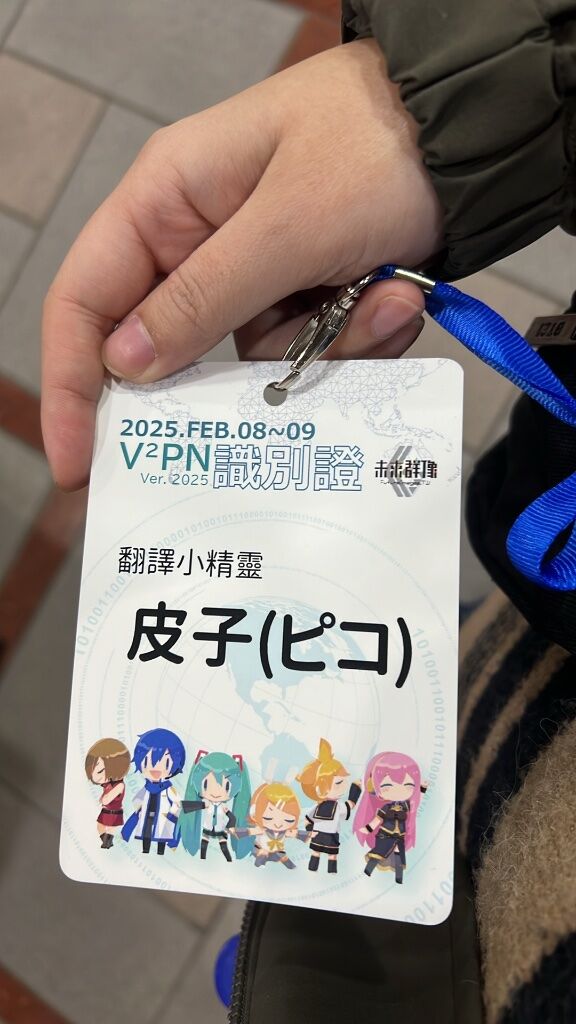 2025.FEB.08~09
V²PN識別證
Ver. 2025
未來群像
翻譯小精靈
皮子(ピコ)